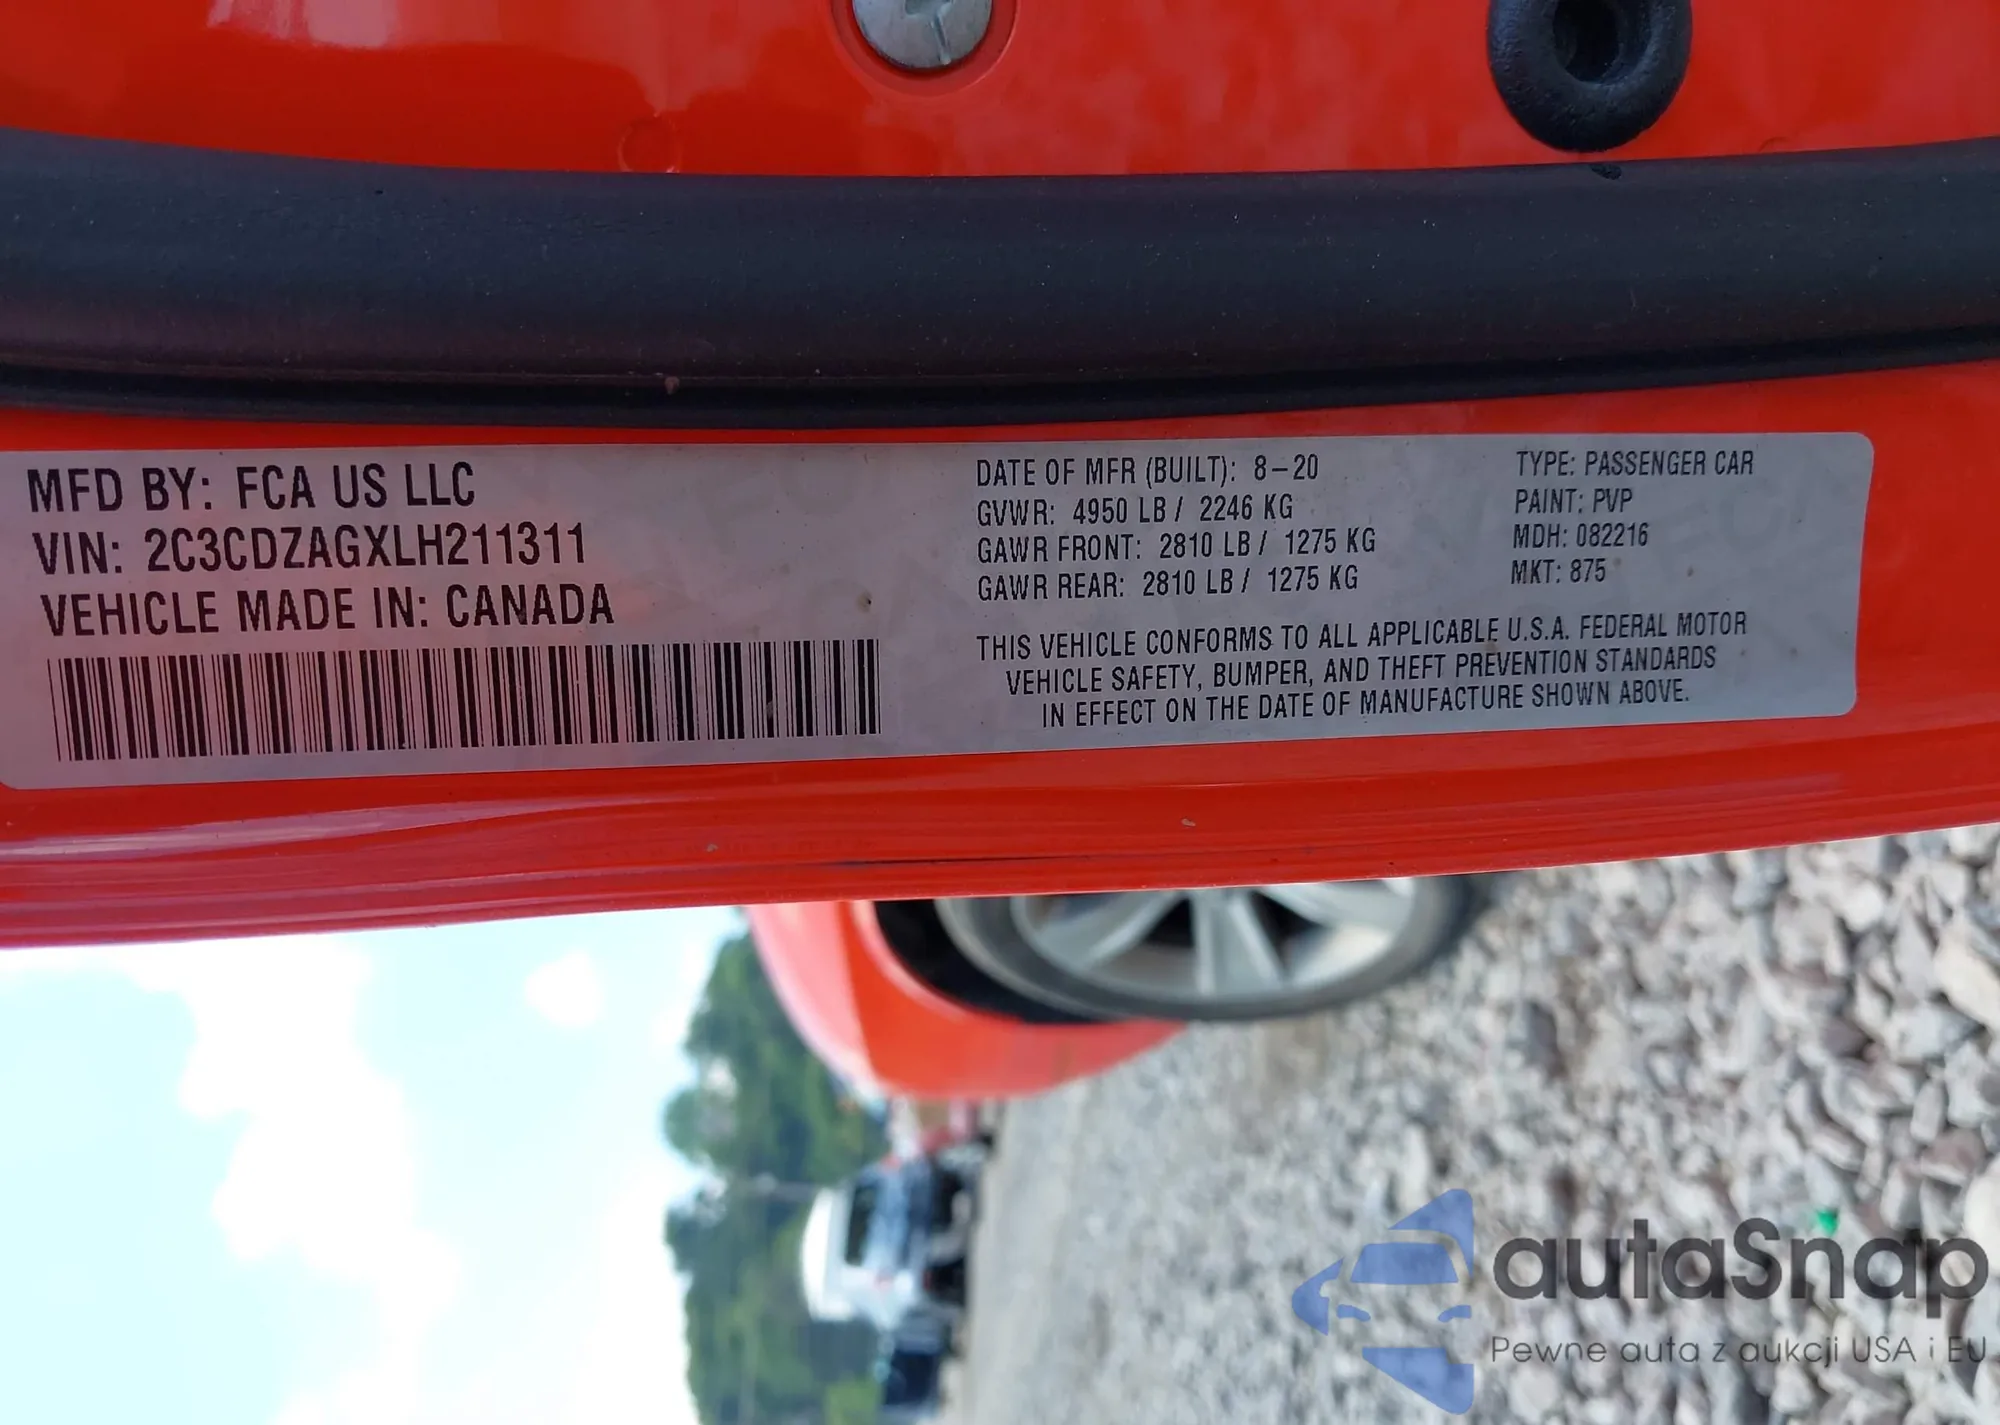 MFD BY: FCA US LLC
VIN: 2C3CDZAGXLH211311
VEHICLE MADE IN: CANADA
DATE OF MFR (BUILT): 8-20
GVWR: 4950 LB / 2246 KG
GAWR FRONT: 2810 LB / 1275 KG
GAWR REAR: 2810 LB / 1275 KG
TYPE: PASSENGER CAR
PAINT: PVP
MDH: 082216
MKT: 875
THIS VEHICLE CONFORMS TO ALL APPLICABLE U.S.A. FEDERAL MOTOR
VEHICLE SAFETY, BUMPER, AND THEFT PREVENTION STANDARDS
IN EFFECT ON THE DATE OF MANUFACTURE SHOWN ABOVE.
autaSnap
Pewne auta z aukcji USA i EU